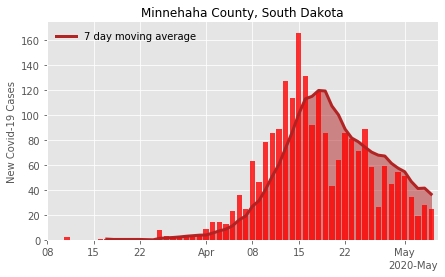 Minnehaha County, South Dakota
7 day moving average
New Covid-19 Cases
160
140
120
100
80
60
40
20
0
08 15 22 Apr 08 15 22 May
2020-May